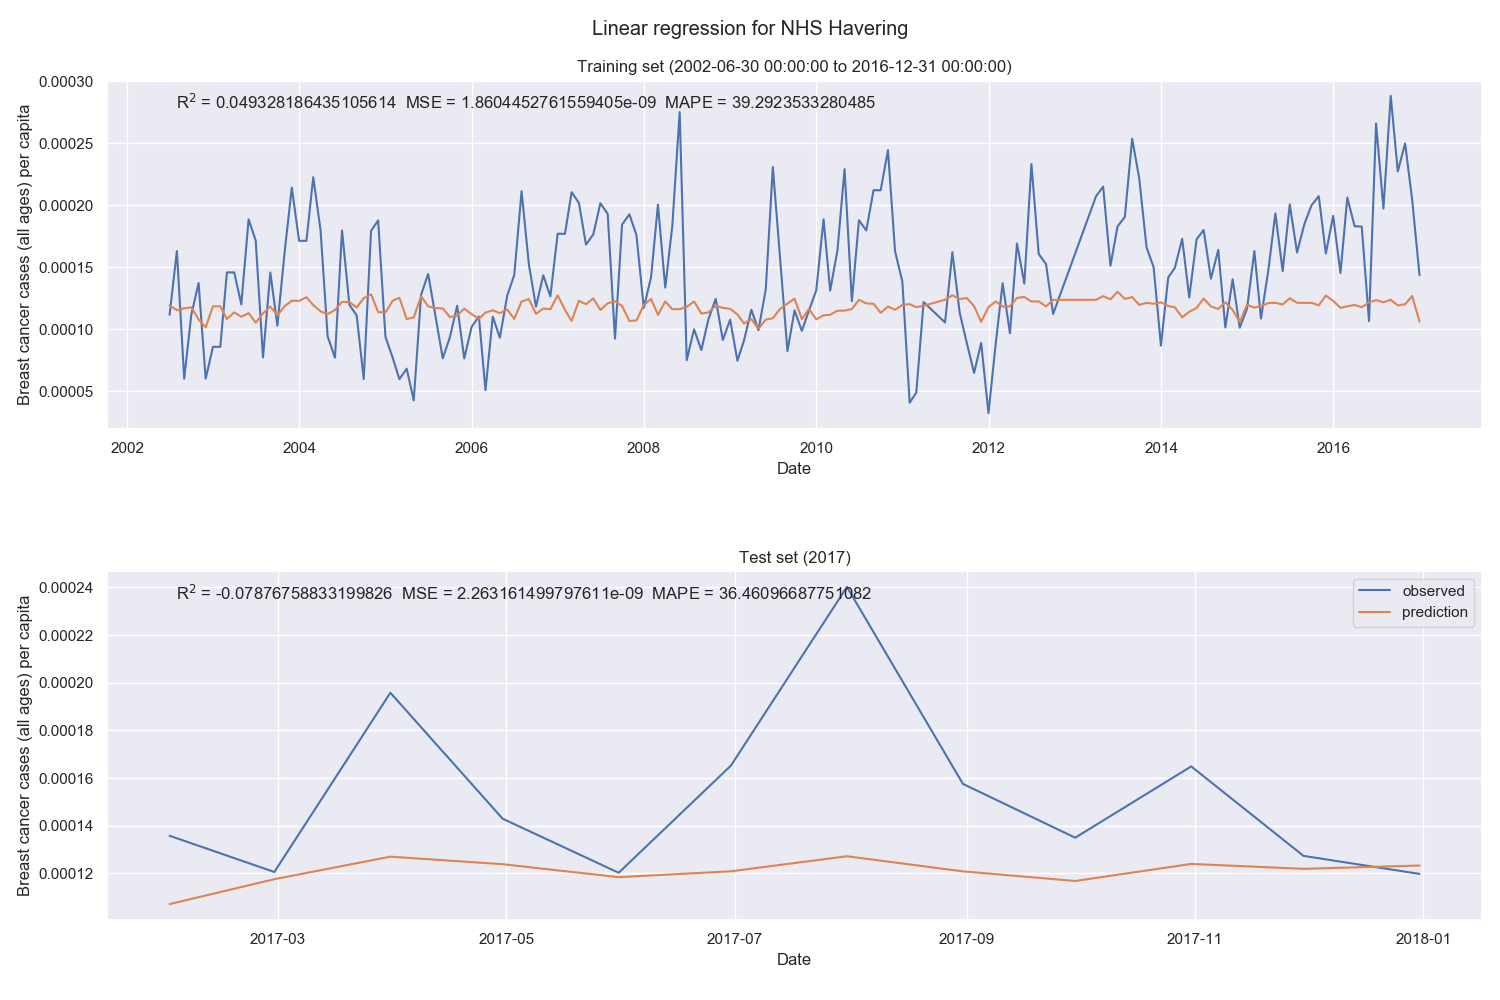 Linear regression for NHS Havering
Training set (2002-06-30 00:00:00 to 2016-12-31 00:00:00)
R² = 0.049328186435105614 MSE = 1.8604452761559405e-09 MAPE = 39.2923533280485
Breast cancer cases (all ages) per capita
0.00030
0.00025
0.00020
0.00015
0.00010
0.00005
2002 2004 2006 2008 2010 2012 2014 2016
Date
Test set (2017)
R² = -0.07876758833199826 MSE = 2.263161499797611e-09 MAPE = 36.46096687751082
observed
prediction
Breast cancer cases (all ages) per capita
0.00024
0.00022
0.00020
0.00018
0.00016
0.00014
0.00012
2017-03 2017-05 2017-07 2017-09 2017-11 2018-01
Date